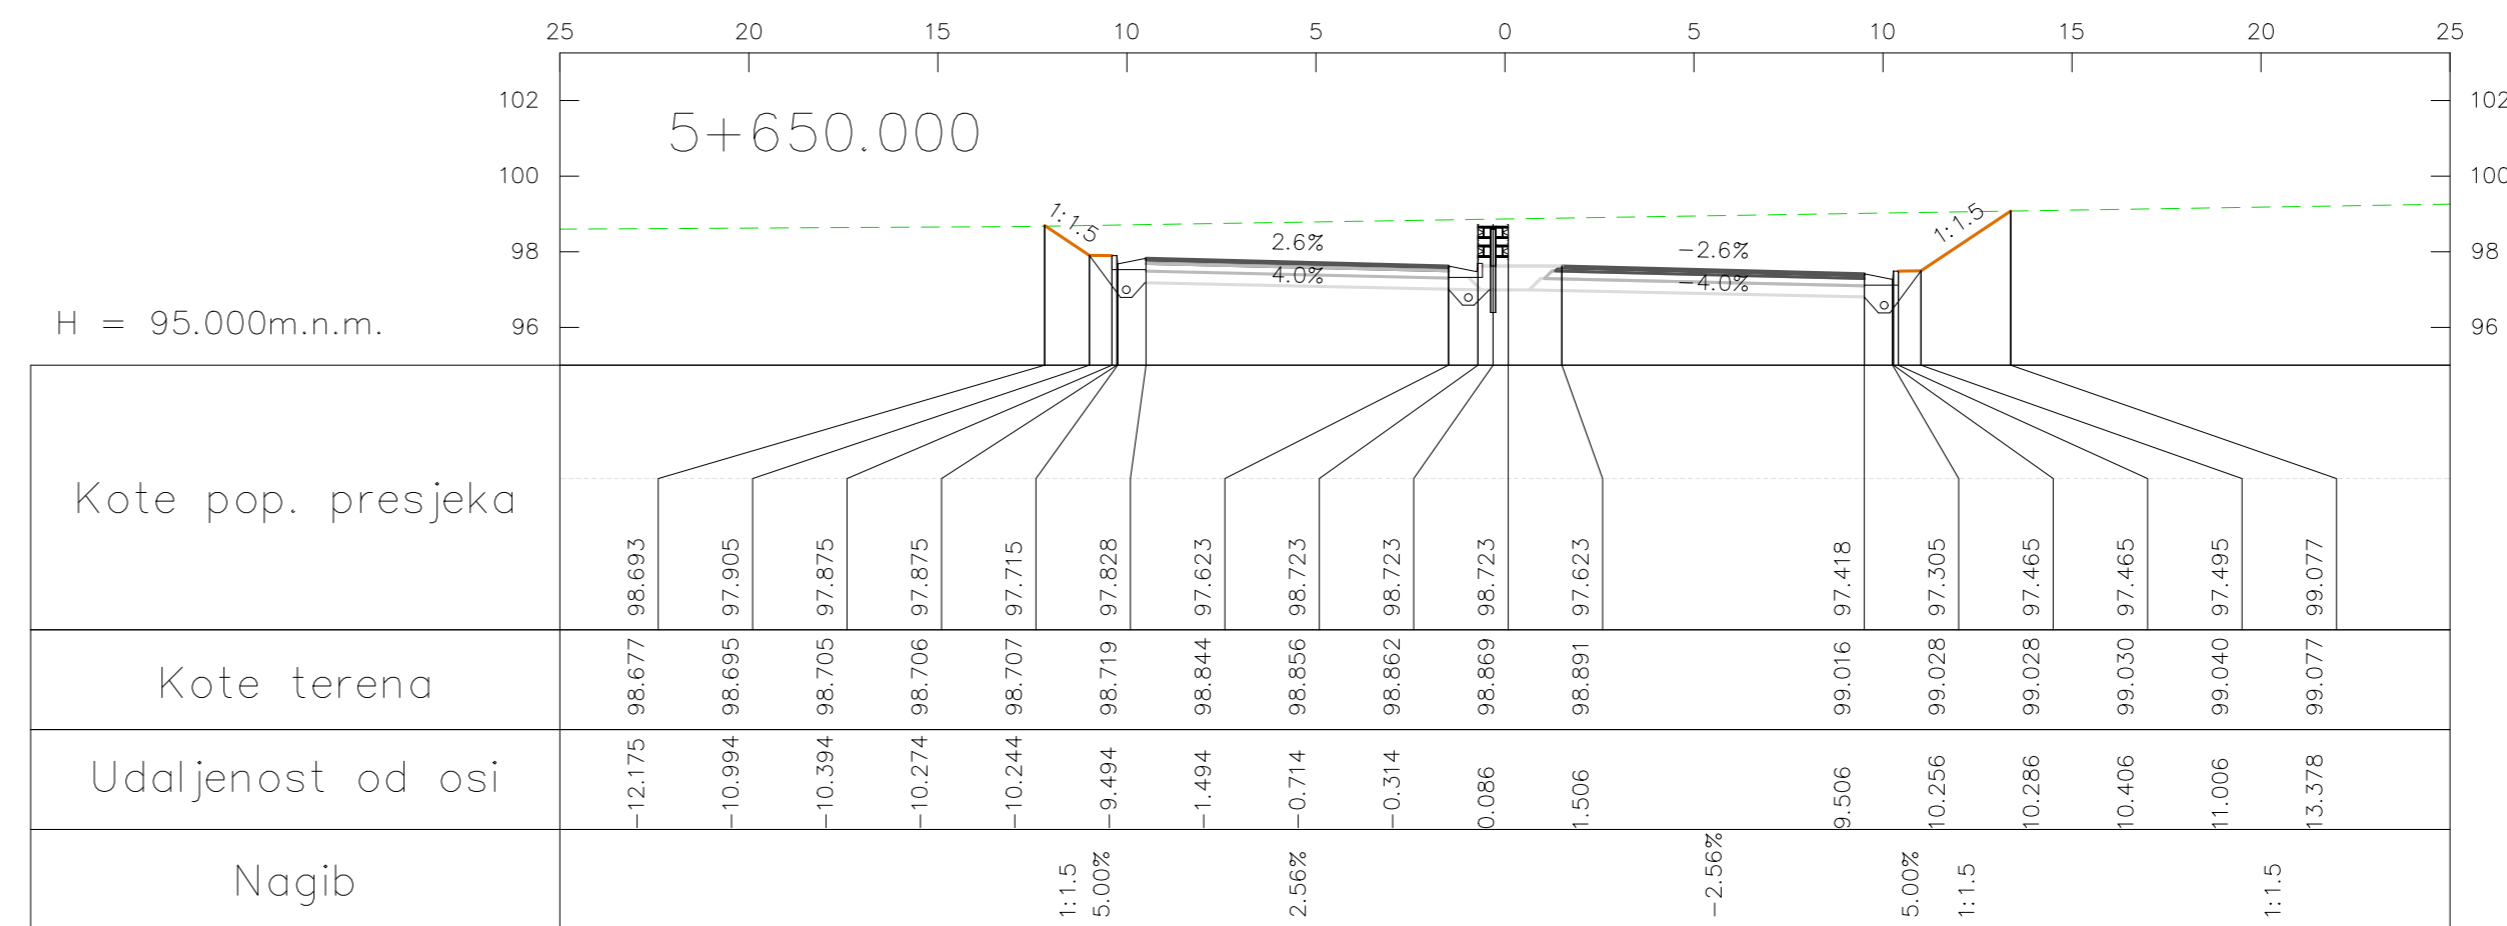 25 20 15 10 5 0 5 10 15 20 25
102 102
5+650.000
100 100
1:1.5 1:1.5
98 2.6% -2.6% 98
4.0% -4.0%
H = 95.000m.n.m. 96 96
Kote pop. presjeka 98.693 97.905 97.875 97.875 97.715 97.828 97.623 98.723 98.723 98.723 97.623 97.418 97.305 97.465 97.465 97.495 99.077
Kote terena 98.677 98.695 98.705 98.706 98.707 98.719 98.844 98.856 98.862 98.869 98.891 99.016 99.028 99.028 99.030 99.040 99.077
Udaljenost od osi -12.175 -10.994 -10.394 -10.274 -10.244 -9.494 -1.494 -0.714 -0.314 0.086 1.506 9.506 10.256 10.286 10.406 11.006 13.378
Nagib 1:1.5 5.00% 2.56% -2.56% 5.00% 1:1.5 1:1.5